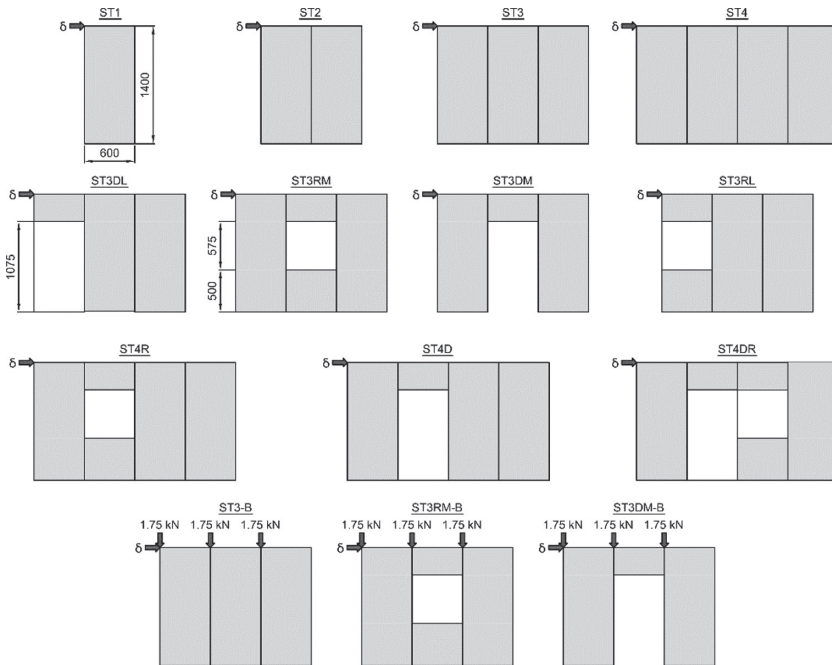 ST1 ST2 ST3 ST4
δ δ δ δ
1400
600
ST3DL ST3RM ST3DM ST3RL
δ δ δ δ
1075 575
500
ST4R ST4D ST4DR
δ δ δ
ST3-B ST3RM-B ST3DM-B
1.75 kN 1.75 kN 1.75 kN 1.75 kN 1.75 kN 1.75 kN 1.75 kN 1.75 kN 1.75 kN
δ δ δ